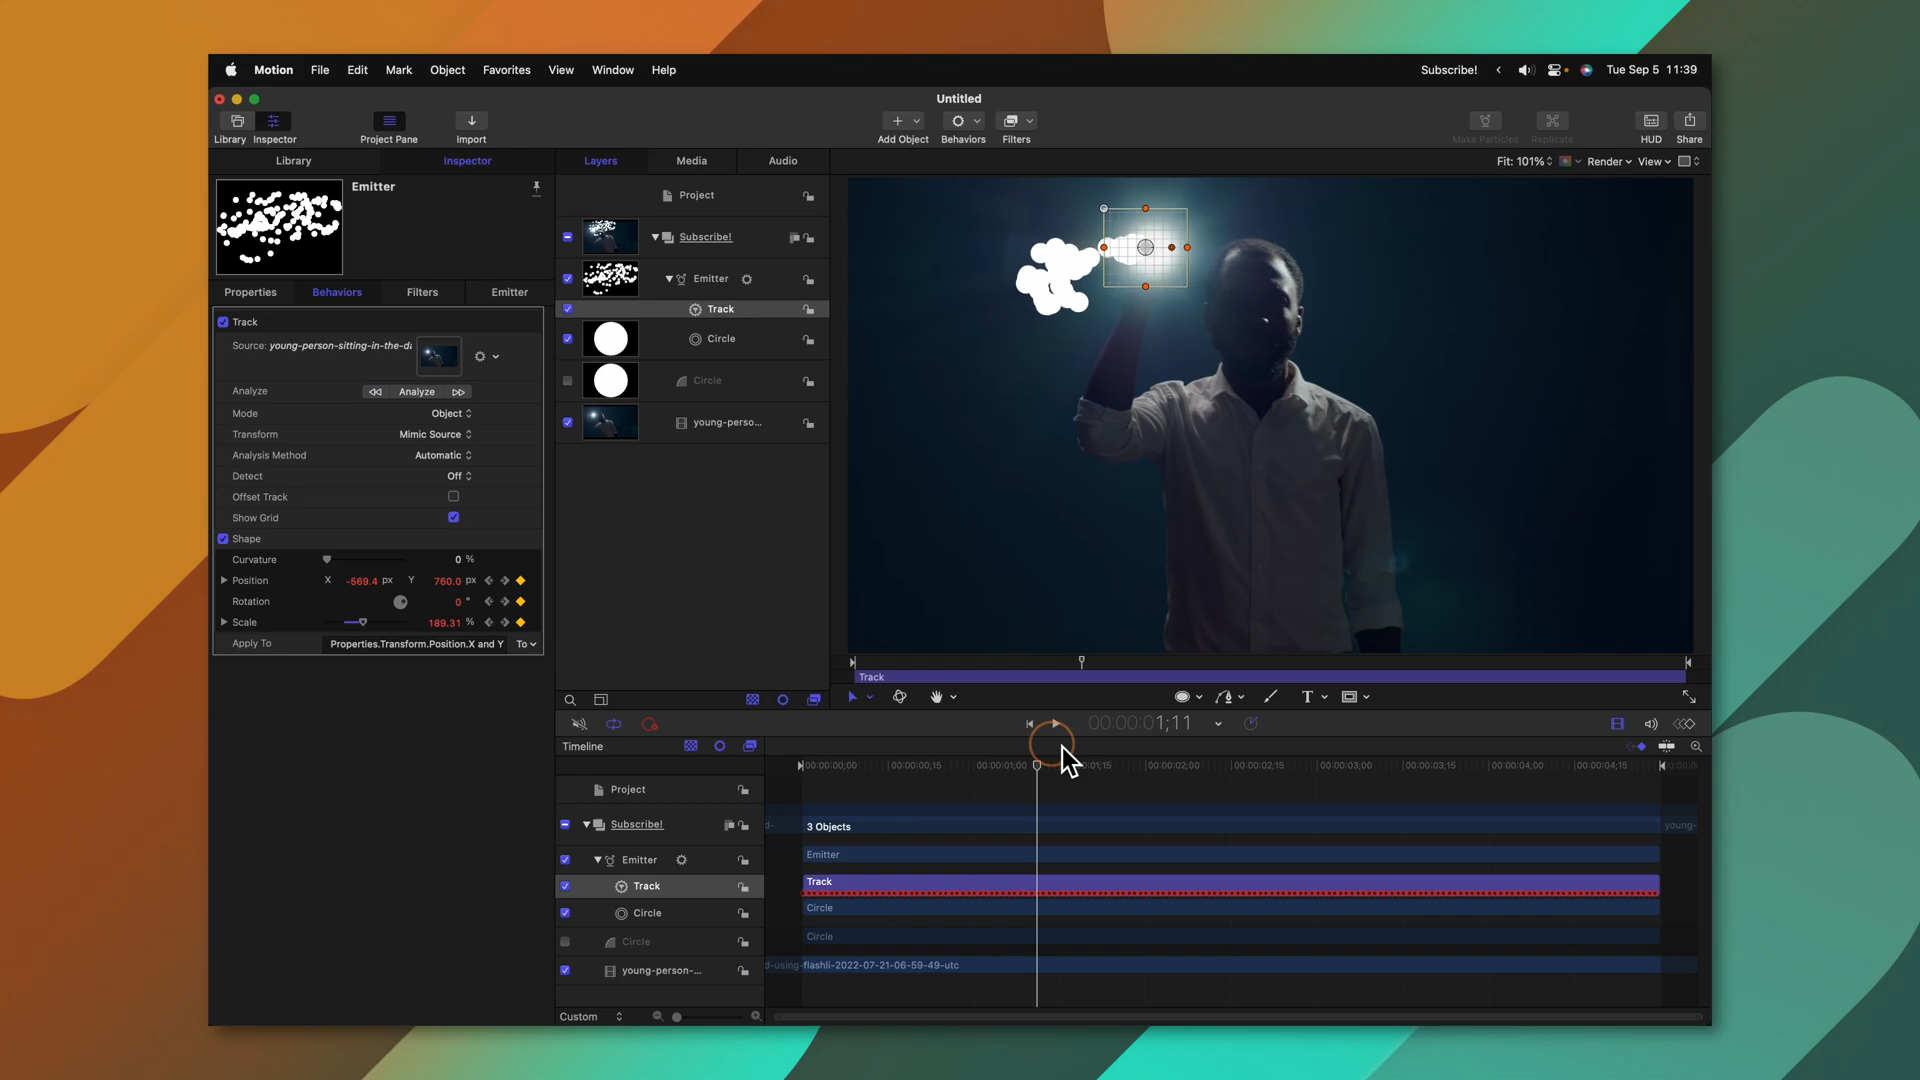 Motion File Edit Mark Object Favorites View Window Help
Subscribe! Tue Sep 5 11:39
Untitled
Library Inspector Project Pane Import
Add Object Behaviors Filters
Make Particles Replicate HUD Share
Library Inspector
Layers Media Audio
Fit: 101% Render View
Emitter
Properties Behaviors Filters Emitter
Track
Source: young-person-sitting-in-the-da
Analyze Analyze
Mode Object
Transform Mimic Source
Analysis Method Automatic
Detect Off
Offset Track
Show Grid
Shape
Curvature 0 %
Position X -569.4 px Y 760.0 px
Rotation 0 °
Scale 189.31 %
Apply To Properties.Transform.Position.X and Y To
Project
Subscribe!
Emitter
Track
Circle
Circle
young-perso...
Track
T
00:00:01;11
Timeline
00:00:00;00 00:00:00;15 00:00:01;00 01;15 00:00:02;00 00:00:02;15 00:00:03;00 00:00:03;15 00:00:04;00 00:00:04;15
Project
Subscribe! 3 Objects young-
Emitter Emitter
Track Track
Circle Circle
Circle Circle
young-person-... d-using-flashli-2022-07-21-06-59-49-utc
Custom